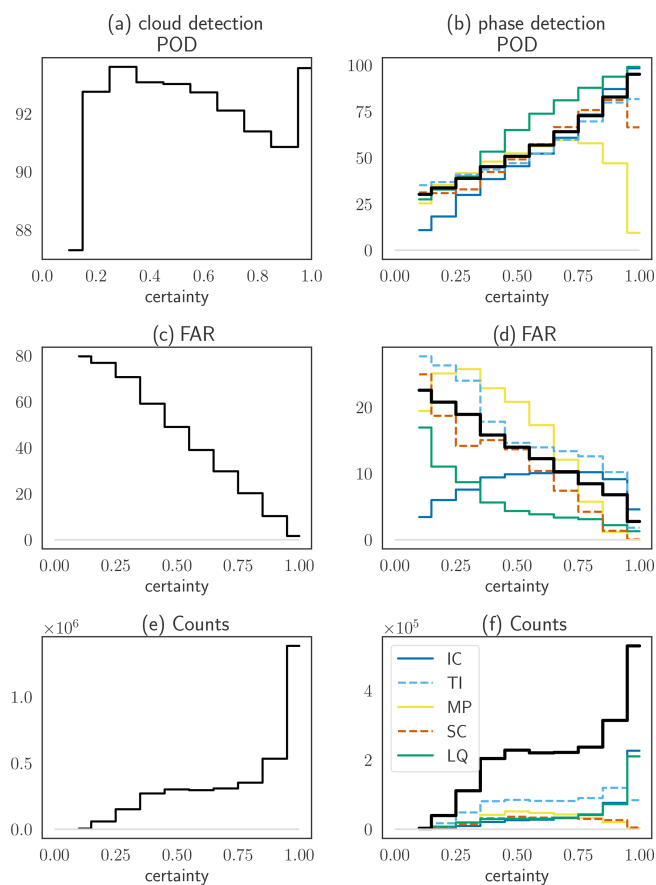 (a) cloud detection
POD
92
90
88
0.0 0.2 0.4 0.6 0.8 1.0
certainty
(b) phase detection
POD
100
75
50
25
0
0.25 0.50 0.75 1.00
certainty
(c) FAR
80
60
40
20
0
0.00 0.25 0.50 0.75 1.00
certainty
(d) FAR
20
10
0
0.00 0.25 0.50 0.75 1.00
certainty
(e) Counts
×10⁶
1.0
0.5
0.0
0.00 0.25 0.50 0.75 1.00
certainty
(f) Counts
×10⁵
4
2
0
IC
TI
MP
SC
LQ
0.00 0.25 0.50 0.75 1.00
certainty